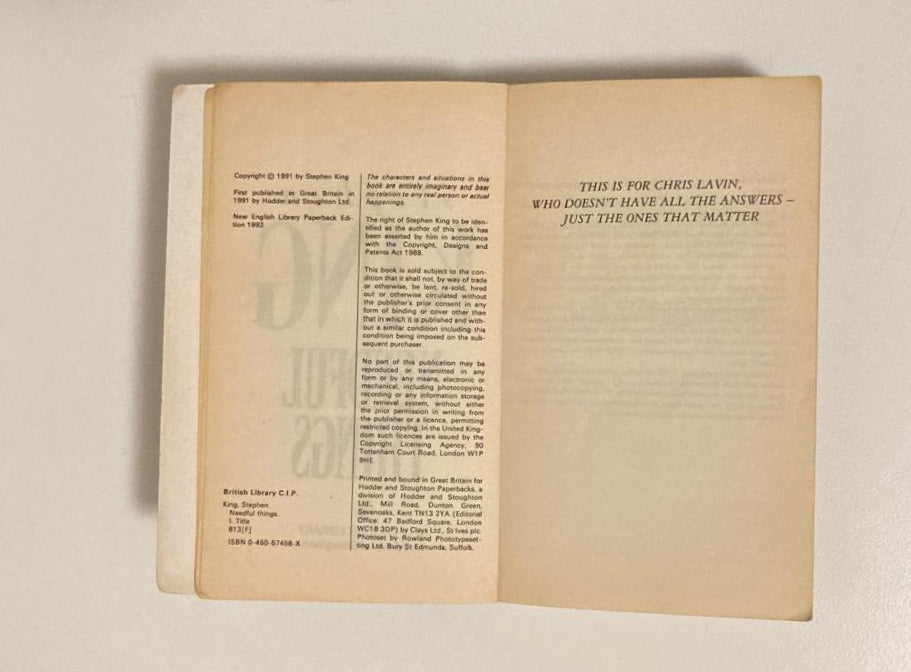 Copyright © 1991 by Stephen King
First published in Great Britain in
1991 by Hodder and Stoughton Ltd.
New English Library Paperback Edi-
tion 1992
British Library C.I.P.
King, Stephen
Needful things.
I. Title
813[F]
ISBN 0-450-57458-X
The characters and situations in this
book are entirely imaginary and bear
no relation to any real person or actual
happenings.
The right of Stephen King to be iden-
tified as the author of this work has
been asserted by him in accordance
with the Copyright, Designs and
Patents Act 1988.
This book is sold subject to the con-
dition that it shall not, by way of trade
or otherwise, be lent, re-sold, hired
out or otherwise circulated without
the publisher's prior consent in any
form of binding or cover other than
that in which it is published and with-
out a similar condition including this
condition being imposed on the sub-
sequent purchaser.
No part of this publication may be
reproduced or transmitted in any
form or by any means, electronic or
mechanical, including photocopying,
recording or any information storage
or retrieval system, without either
the prior permission in writing from
the publisher or a licence, permitting
restricted copying. In the United King-
dom such licences are issued by the
Copyright Licensing Agency, 90
Tottenham Court Road, London W1P
9HE.
Printed and bound in Great Britain for
Hodder and Stoughton Paperbacks, a
division of Hodder and Stoughton
Ltd., Mill Road, Dunton Green,
Sevenoaks, Kent TN13 2YA (Editorial
Office: 47 Bedford Square, London
WC1B 3DP) by Clays Ltd., St Ives plc.
Photoset by Rowland Phototypeset-
ting Ltd, Bury St Edmunds, Suffolk.
THIS IS FOR CHRIS LAVIN,
WHO DOESN'T HAVE ALL THE ANSWERS –
JUST THE ONES THAT MATTER